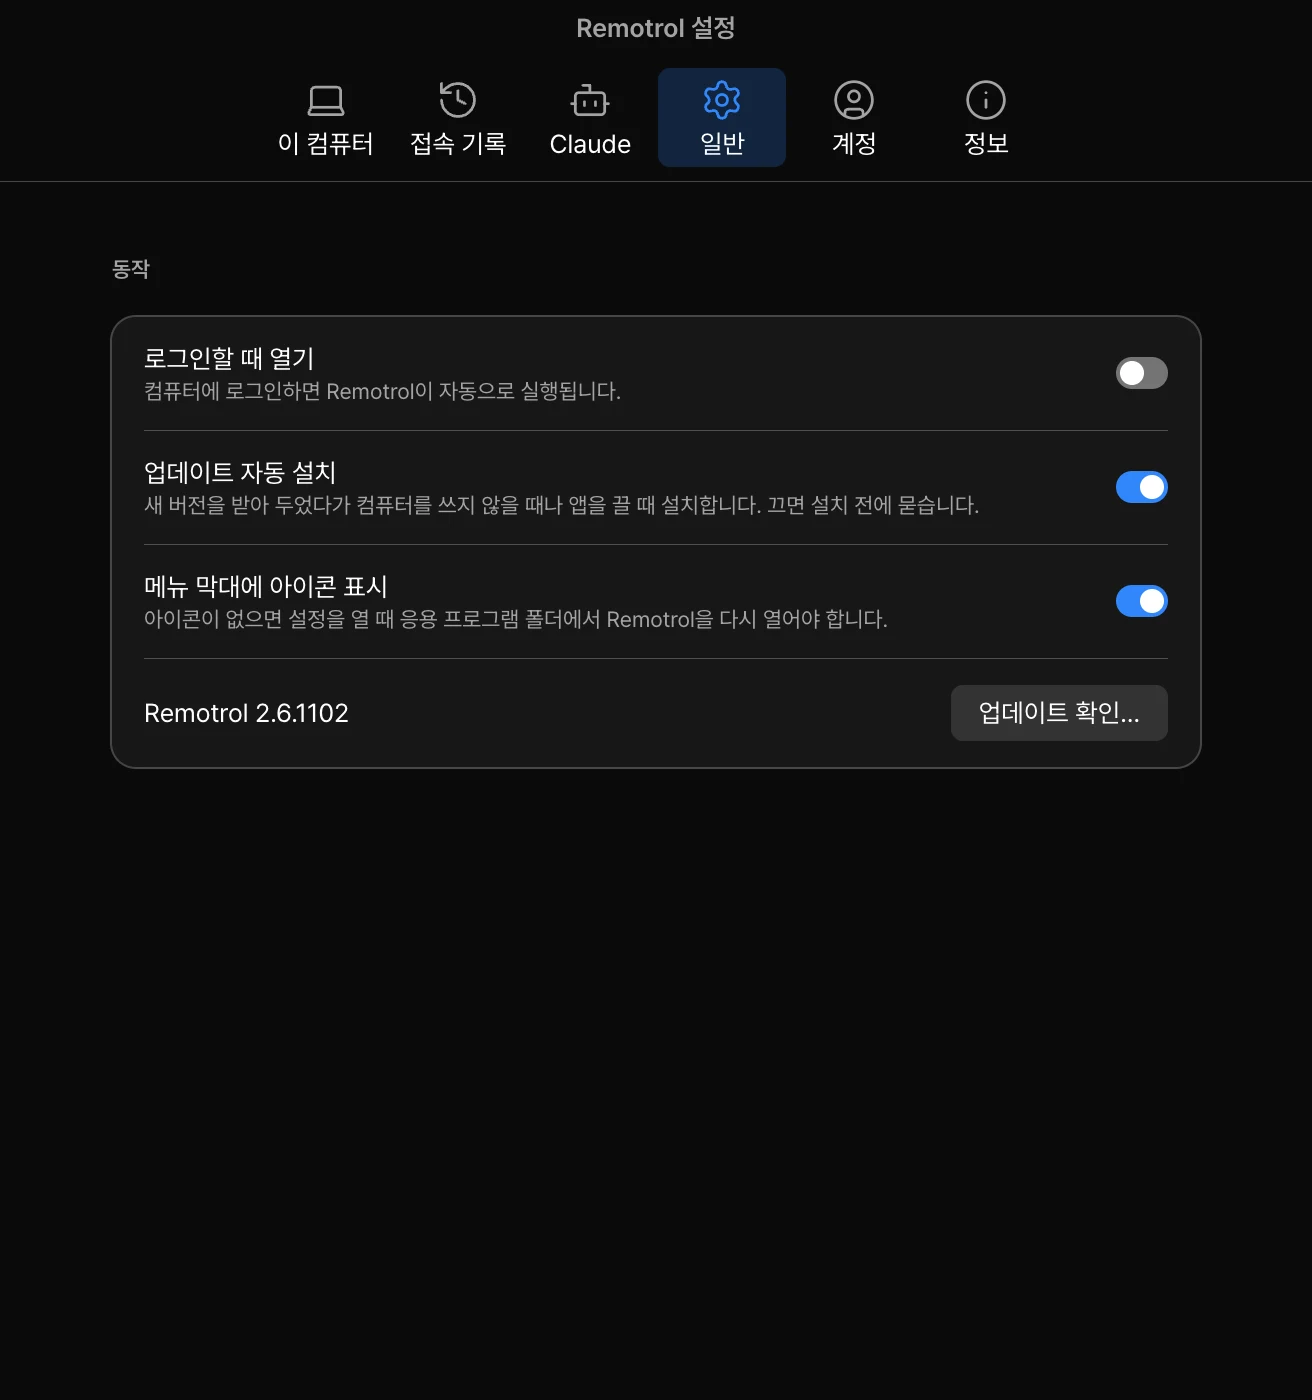 Remotrol 설정
이 컴퓨터
접속 기록
Claude
일반
계정
정보
동작
로그인할 때 열기
컴퓨터에 로그인하면 Remotrol이 자동으로 실행됩니다.
업데이트 자동 설치
새 버전을 받아 두었다가 컴퓨터를 쓰지 않을 때나 앱을 끌 때 설치합니다. 끄면 설치 전에 묻습니다.
메뉴 막대에 아이콘 표시
아이콘이 없으면 설정을 열 때 응용 프로그램 폴더에서 Remotrol을 다시 열어야 합니다.
Remotrol 2.6.1102
업데이트 확인...